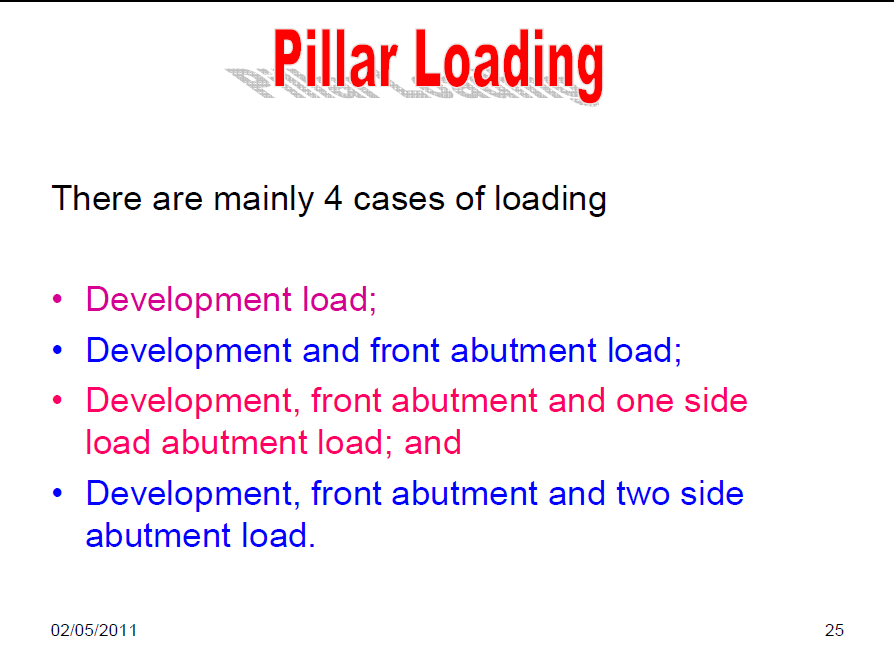 Pillar Loading
There are mainly 4 cases of loading
• Development load;
• Development and front abutment load;
• Development, front abutment and one side
load abutment load; and
• Development, front abutment and two side
abutment load.
02/05/2011
25